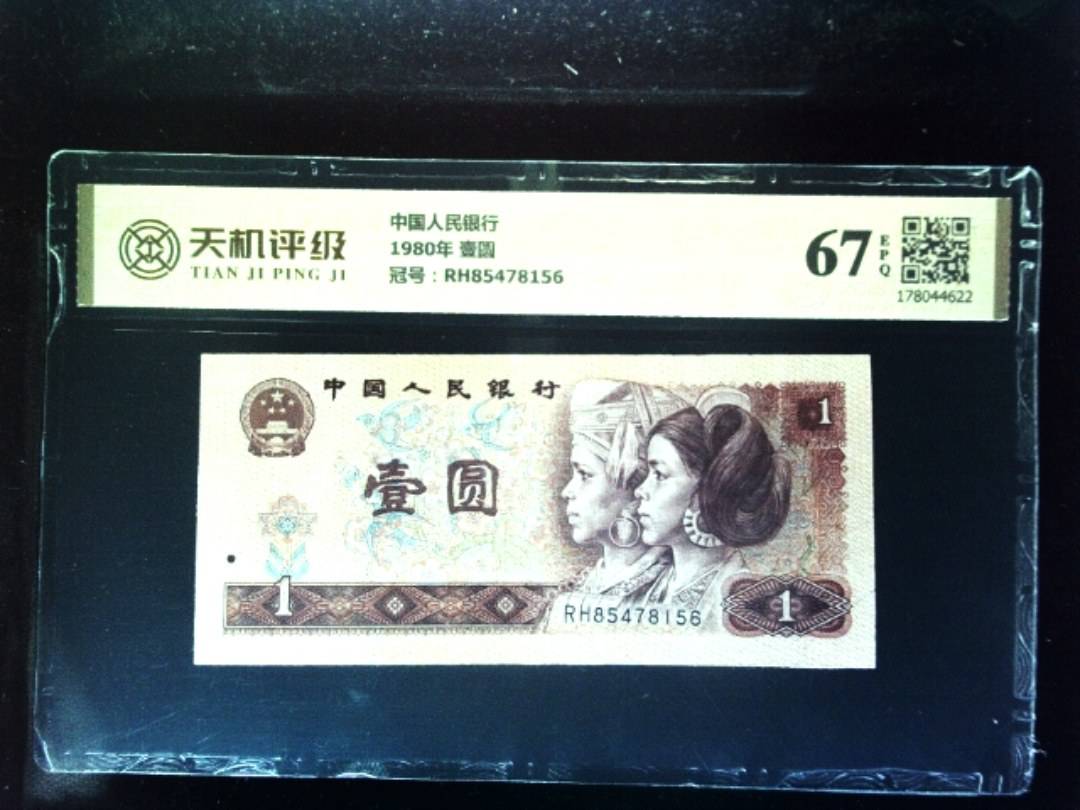 天机评级
TIAN JI PING JI
中国人民银行
1980年 壹圆
冠号：RH85478156
67
EPQ
178044622
中国人民银行
1
壹圆
1
RH85478156
1